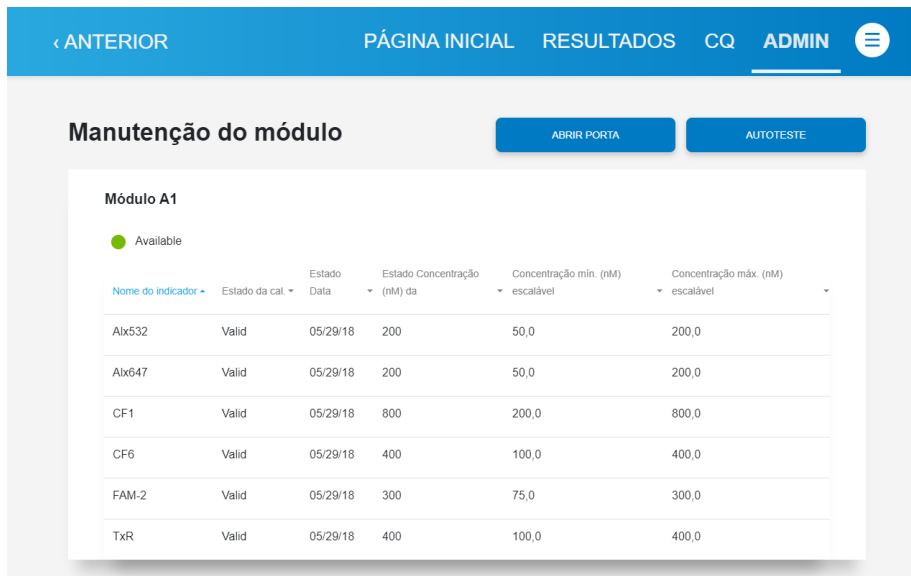 ‹ ANTERIOR PÁGINA INICIAL RESULTADOS CQ ADMIN
Manutenção do módulo ABRIR PORTA AUTOTESTE
Módulo A1
Available
Estado Estado Concentração Concentração mín. (nM) Concentração máx. (nM)
Nome do indicador Estado da cal. Data (nM) da escalável escalável
Alx532 Valid 05/29/18 200 50,0 200,0
Alx647 Valid 05/29/18 200 50,0 200,0
CF1 Valid 05/29/18 800 200,0 800,0
CF6 Valid 05/29/18 400 100,0 400,0
FAM-2 Valid 05/29/18 300 75,0 300,0
TxR Valid 05/29/18 400 100,0 400,0